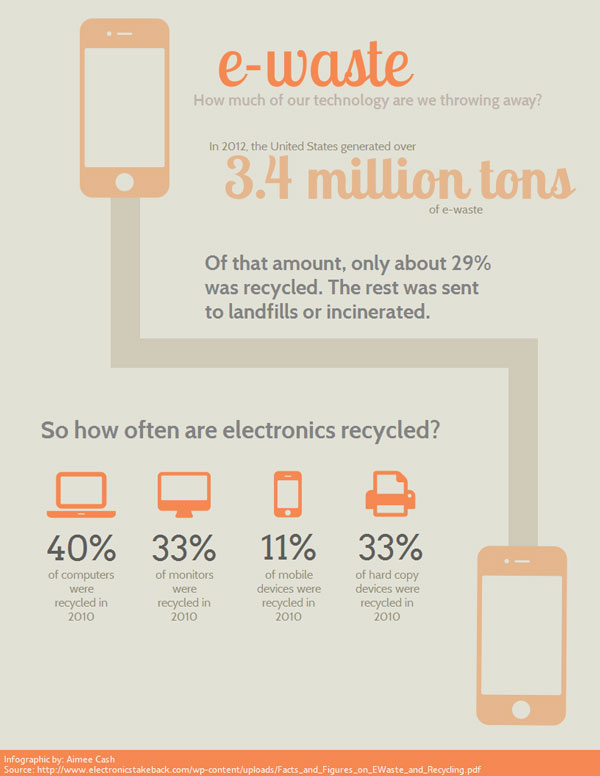 e-waste
How much of our technology are we throwing away?
In 2012, the United States generated over
3.4 million tons
of e-waste
Of that amount, only about 29%
was recycled. The rest was sent
to landfills or incinerated.
So how often are electronics recycled?
40%
of computers
were
recycled in
2010
33%
of monitors
were
recycled in
2010
11%
of mobile
devices were
recycled in
2010
33%
of hard copy
devices were
recycled in
2010
Infographic by: Aimee Cash
Source: http://www.electronicstakeback.com/wp-content/uploads/Facts_and_Figures_on_EWaste_and_Recycling.pdf